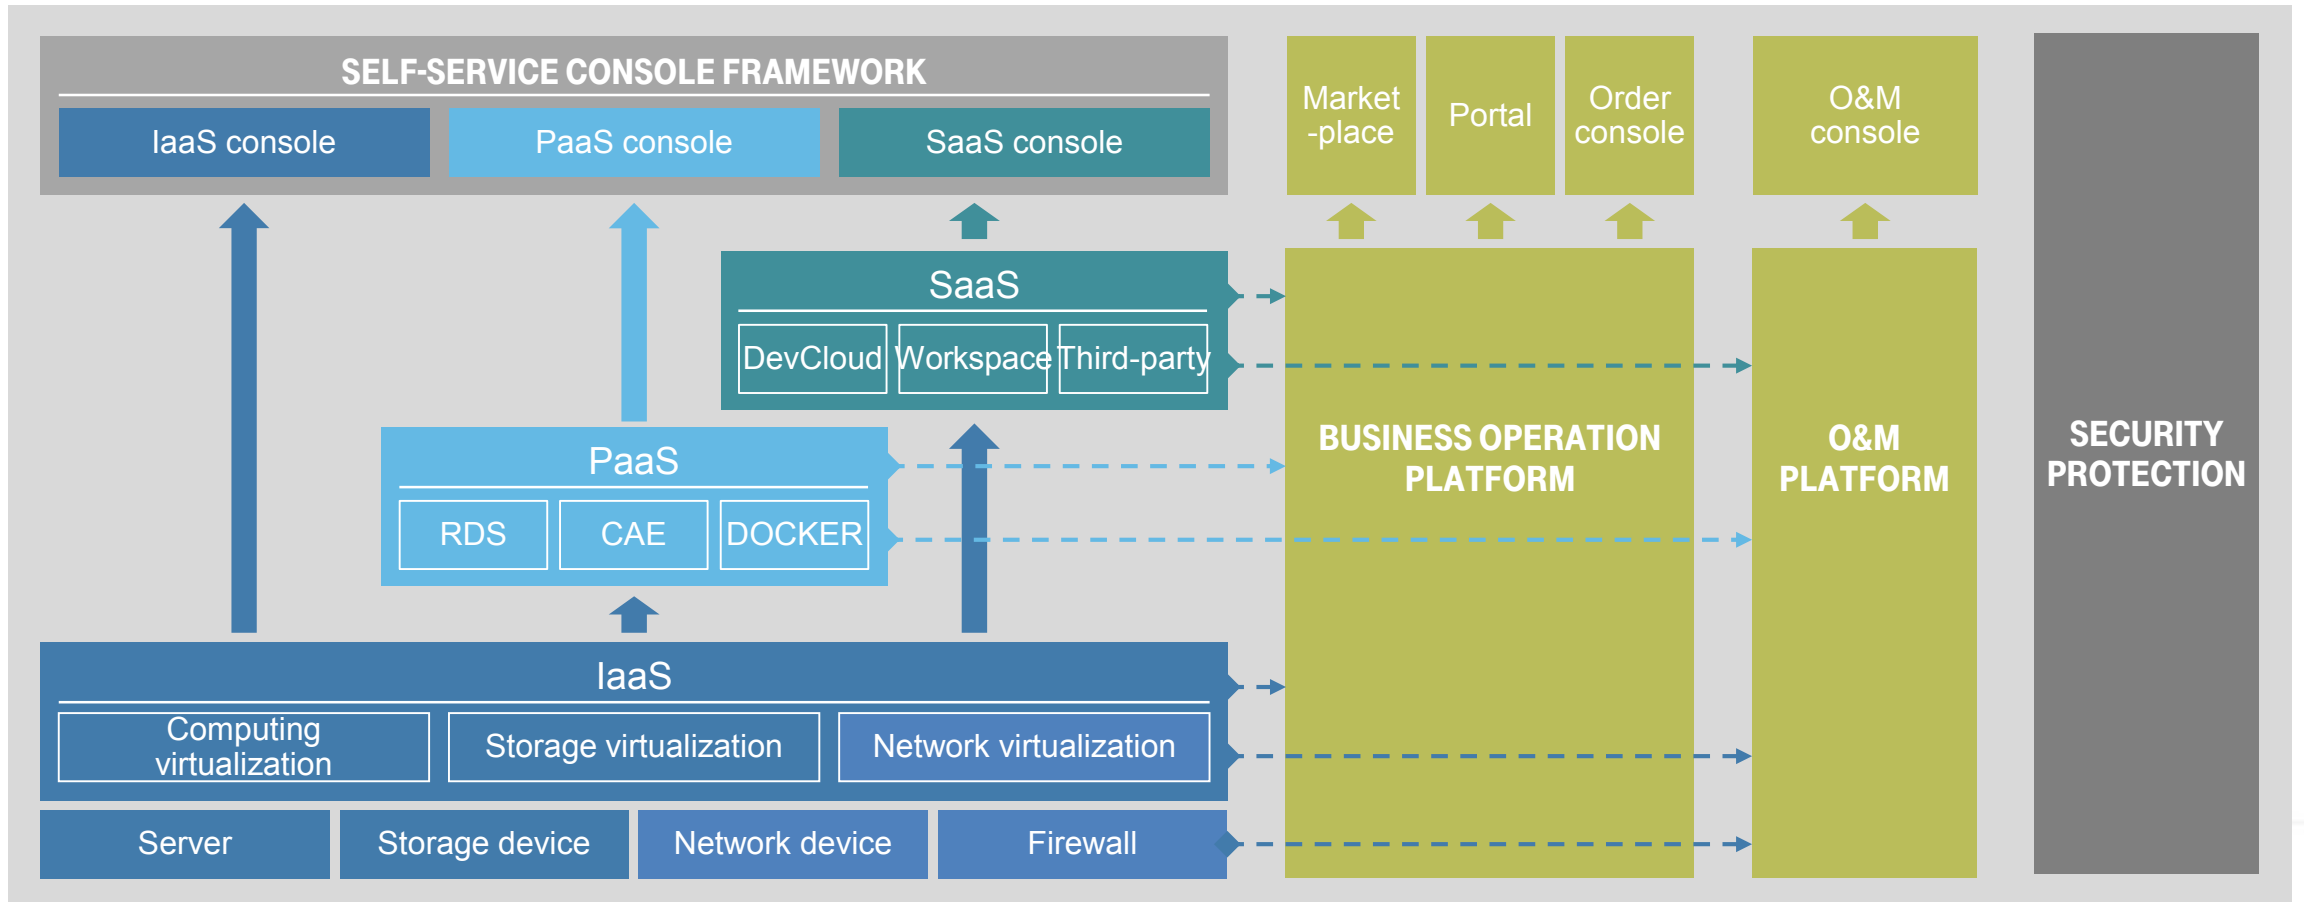 SELF-SERVICE CONSOLE FRAMEWORK
IaaS console
PaaS console
SaaS console
Market
-place
Portal
Order
console
O&M
console
SaaS
DevCloud
Workspace
Third-party
PaaS
RDS
CAE
DOCKER
BUSINESS OPERATION
PLATFORM
O&M
PLATFORM
SECURITY
PROTECTION
IaaS
Computing
virtualization
Storage virtualization
Network virtualization
Server
Storage device
Network device
Firewall